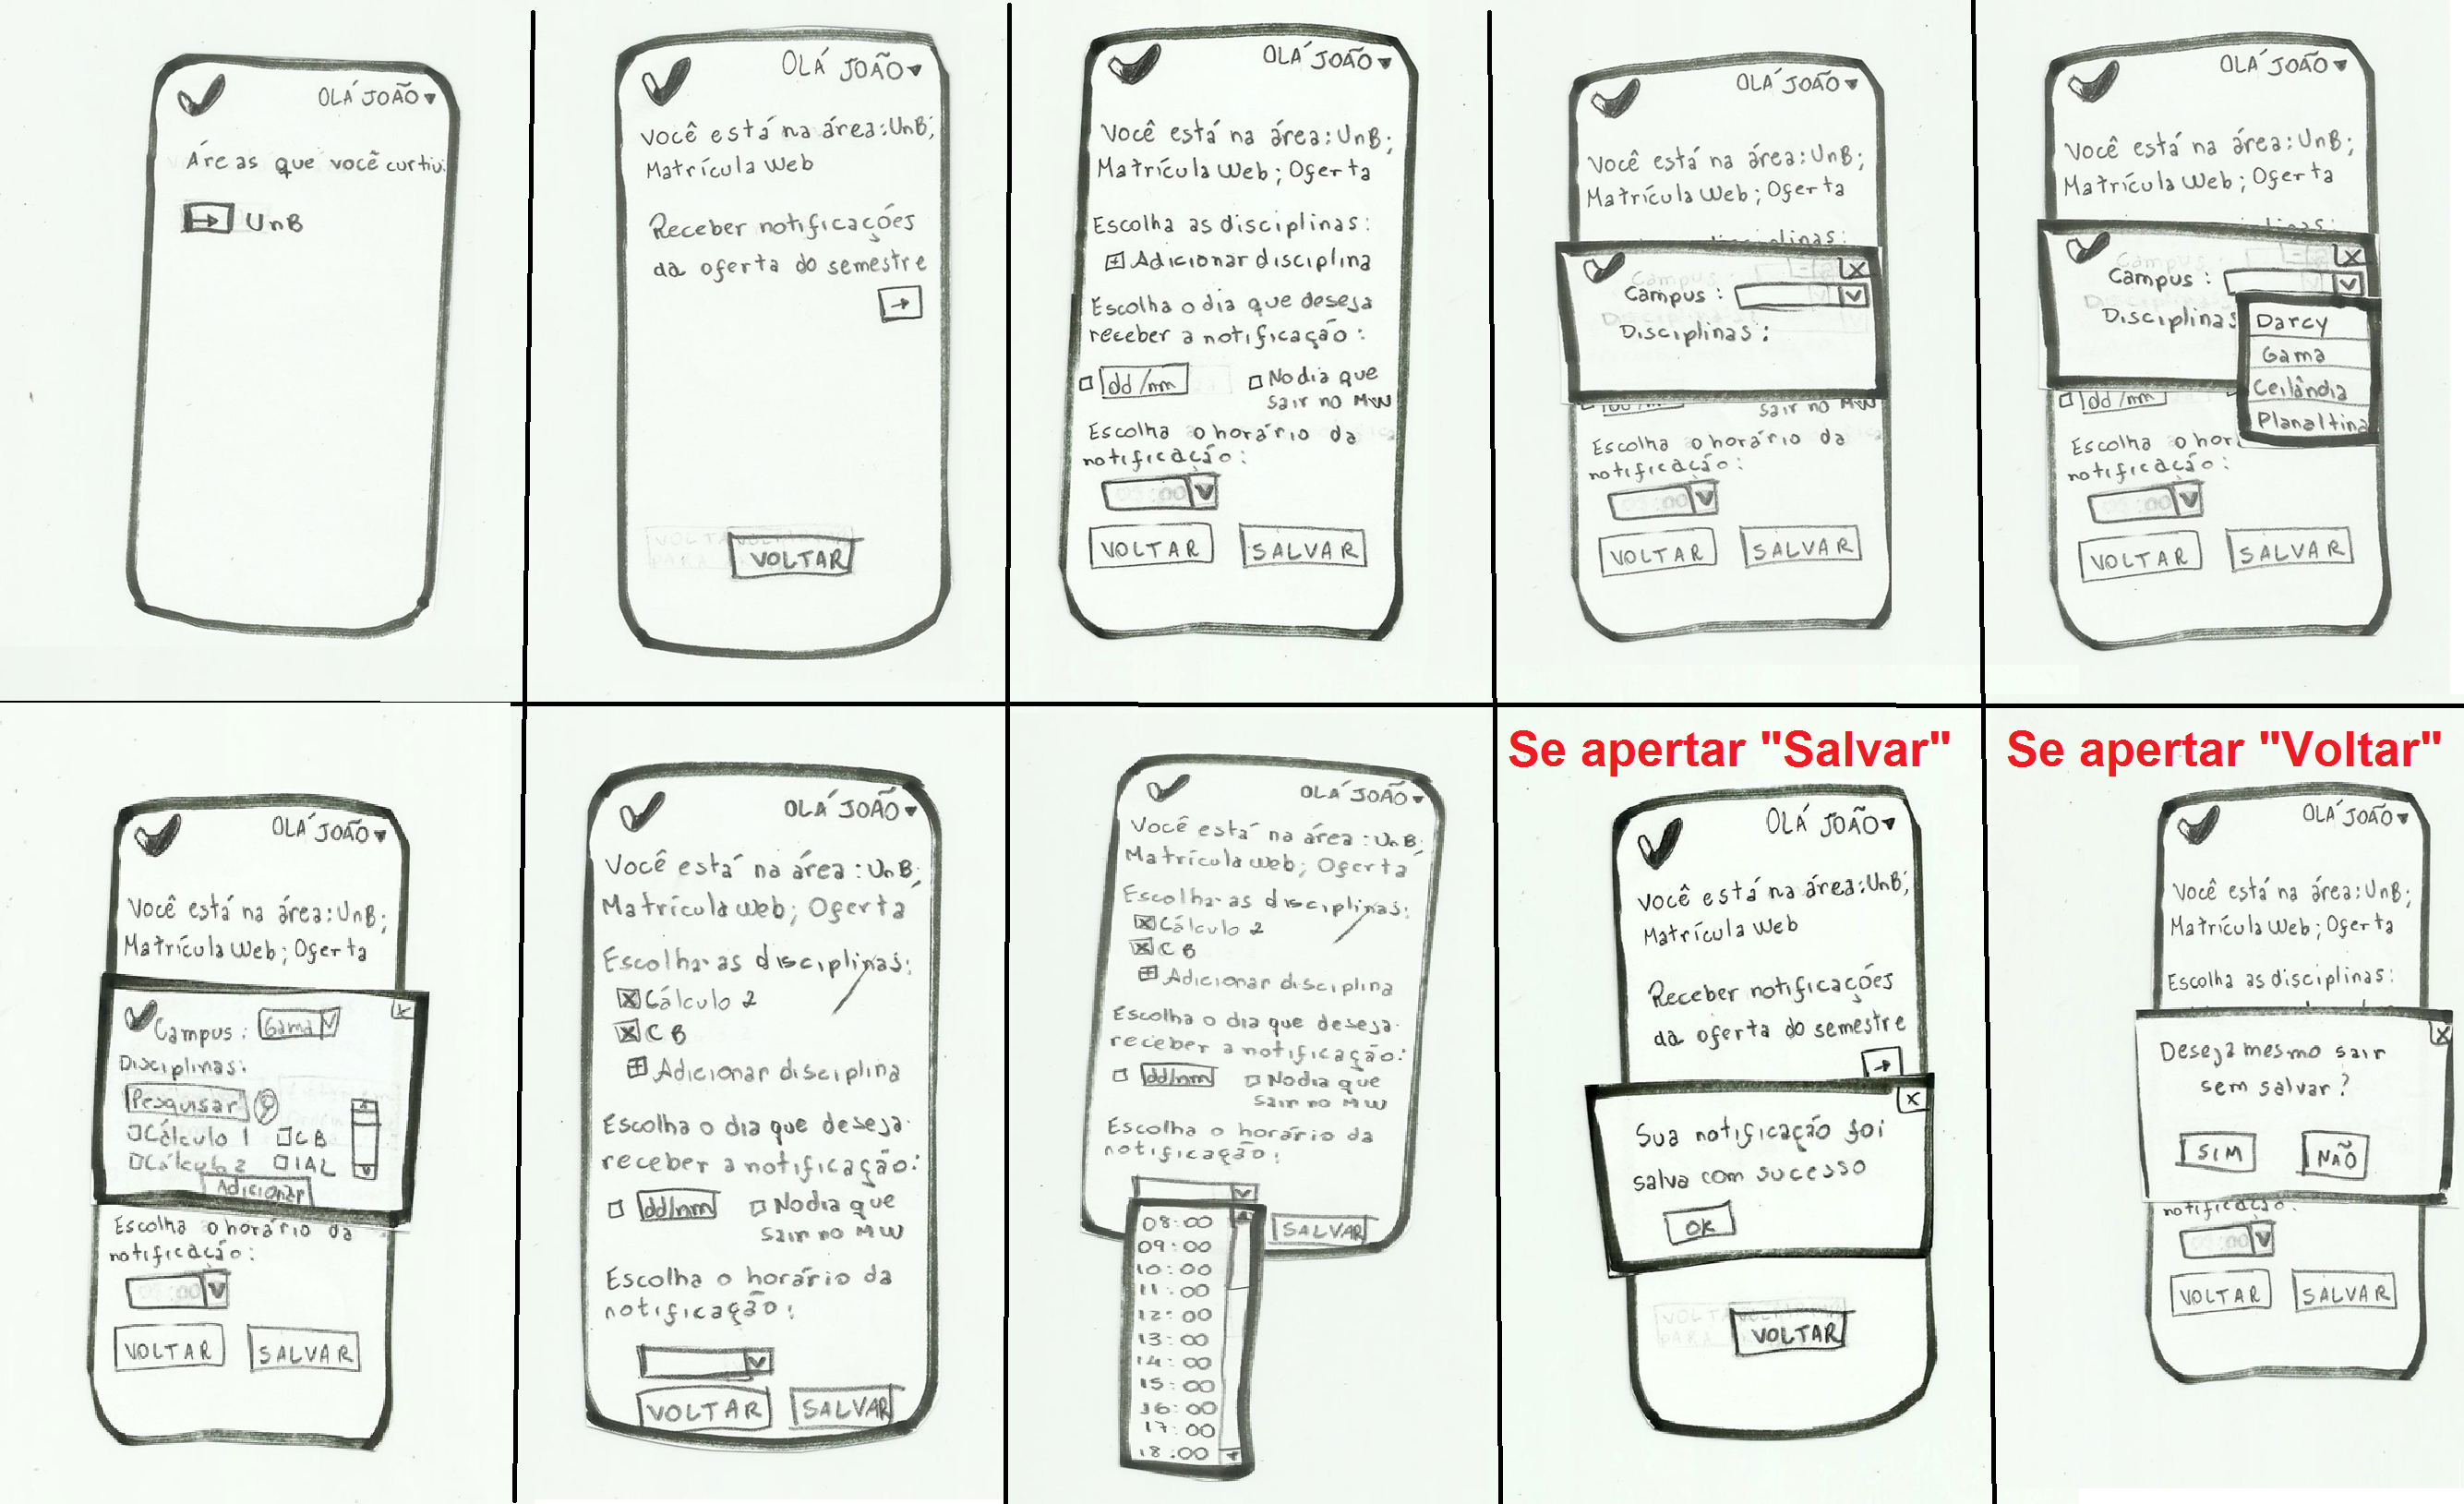 OLÁ JOÃO
Áreas que você curtiu:
UnB
OLÁ JOÃO
Você está na área: UnB;
Matrícula Web
Receber notificações
da oferta do semestre
VOLTAR
OLÁ JOÃO
Você está na área: UnB;
Matrícula Web; Oferta
Escolha as disciplinas:
Adicionar disciplina
Escolha o dia que deseja
receber a notificação:
dd/mm
No dia que
sair no MW
Escolha o horário da
notificação:
VOLTAR
SALVAR
OLÁ JOÃO
Você está na área: UnB;
Matrícula Web; Oferta
X
Campus:
Disciplinas:
sair no MW
Escolha o horário da
notificação:
VOLTAR
SALVAR
OLÁ JOÃO
Você está na área: UnB;
Matrícula Web; Oferta
X
Campus:
Disciplinas
Darcy
Gama
Ceilândia
Planaltina
dd/mm
Escolha o hor
notificação:
VOLTAR
SALVAR
OLÁ JOÃO
Você está na área: UnB;
Matrícula Web; Oferta
X
Campus: Gama
Disciplinas:
Pesquisar
Cálculo 1 CB
Cálculo 2 IAL
Adicionar
Escolha o horário da
notificação:
VOLTAR
SALVAR
OLÁ JOÃO
Você está na área: UnB;
Matrícula Web; Oferta
Escolha as disciplinas:
Cálculo 2
CB
Adicionar disciplina
Escolha o dia que deseja
receber a notificação:
dd/mm
No dia que
sair no MW
Escolha o horário da
notificação:
VOLTAR
SALVAR
OLÁ JOÃO
Você está na área: UnB;
Matrícula Web; Oferta
Escolha as disciplinas:
Cálculo 2
CB
Adicionar disciplina
Escolha o dia que deseja
receber a notificação:
dd/mm
No dia que
sair no MW
Escolha o horário da
notificação:
08:00
09:00
10:00
11:00
12:00
13:00
14:00
15:00
16:00
17:00
18:00
SALVAR
Se apertar "Salvar"
OLÁ JOÃO
Você está na área: UnB;
Matrícula Web
Receber notificações
da oferta do semestre
X
Sua notificação foi
salva com sucesso
OK
VOLTAR
Se apertar "Voltar"
OLÁ JOÃO
Você está na área: UnB;
Matrícula Web; Oferta
Escolha as disciplinas:
X
Deseja mesmo sair
sem salvar?
SIM
NÃO
notificação:
VOLTAR
SALVAR